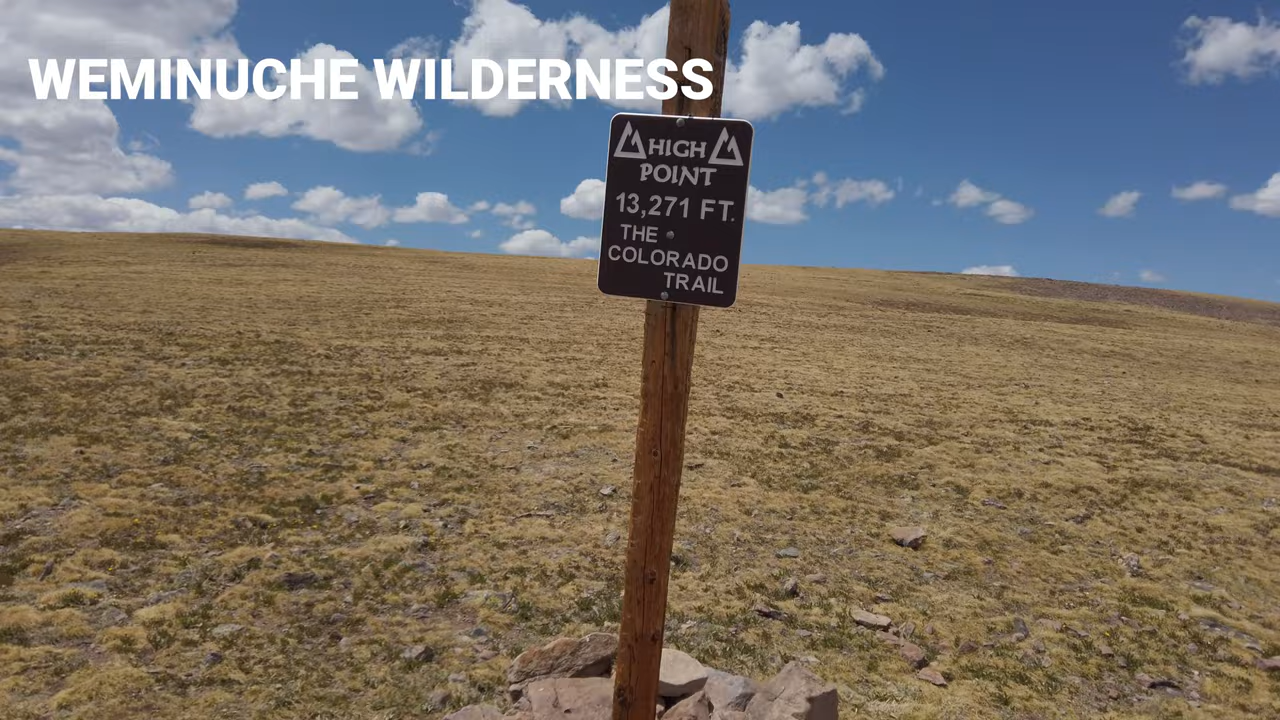 WEMINUCHE WILDERNESS
HIGH
POINT
13,271 FT.
THE
COLORADO
TRAIL